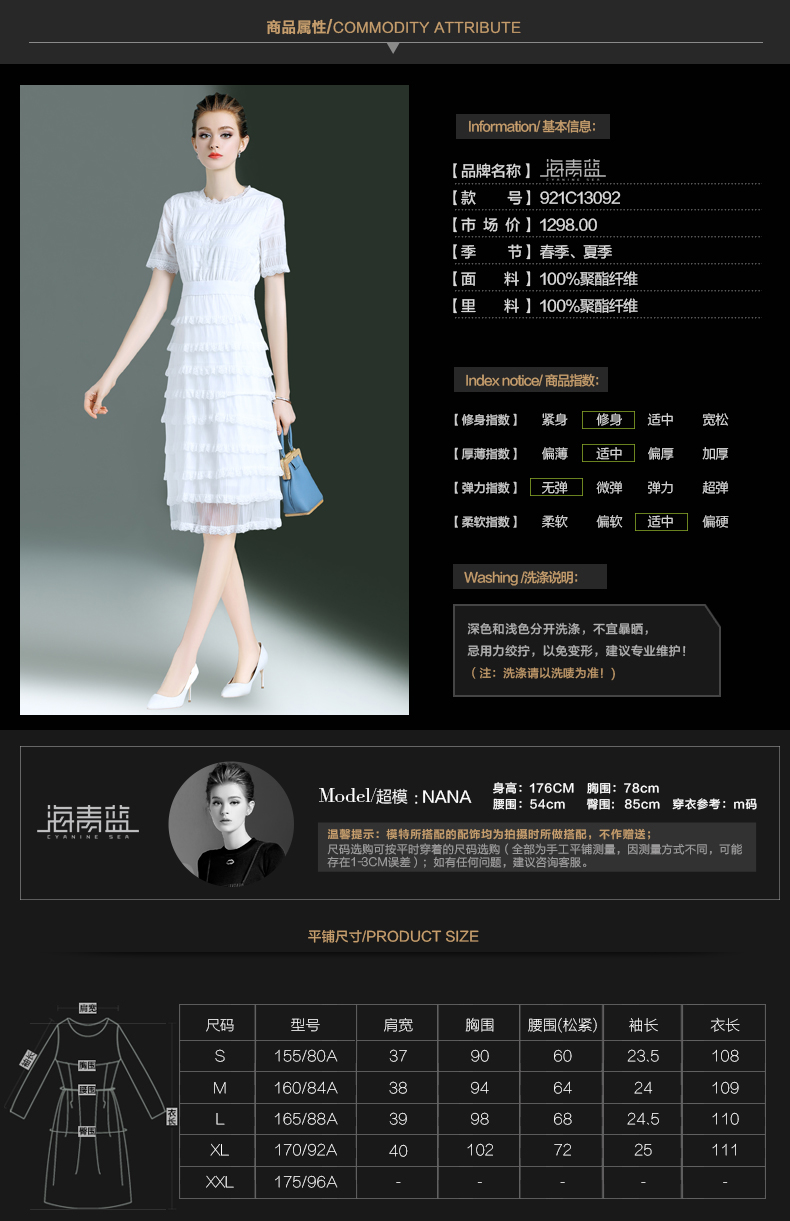 商品属性/COMMODITY ATTRIBUTE
Information/ 基本信息:
【品牌名称】海青蓝
CYANINE SEA
【款 号】921C13092
【市 场 价】1298.00
【季 节】春季、夏季
【面 料】100%聚酯纤维
【里 料】100%聚酯纤维
Index notice/ 商品指数:
【修身指数】 紧身 修身 适中 宽松
【厚薄指数】 偏薄 适中 偏厚 加厚
【弹力指数】 无弹 微弹 弹力 超弹
【柔软指数】 柔软 偏软 适中 偏硬
Washing /洗涤说明:
深色和浅色分开洗涤，不宜暴晒，
忌用力绞拧，以免变形，建议专业维护！
（注：洗涤请以洗唛为准！)
海青蓝
CYANINE SEA
Model/超模：NANA
身高：176CM 胸围：78cm
腰围：54cm 臀围：85cm 穿衣参考：m码
温馨提示：模特所搭配的配饰均为拍摄时所做搭配，不作赠送；
尺码选购可按平时穿着的尺码选购（全部为手工平铺测量，因测量方式不同，可能
存在1-3CM误差）；如有任何问题，建议咨询客服。
平铺尺寸/PRODUCT SIZE
肩宽
袖长
胸围
腰围
衣长
臀围
尺码 型号 肩宽 胸围 腰围(松紧) 袖长 衣长
S 155/80A 37 90 60 23.5 108
M 160/84A 38 94 64 24 109
L 165/88A 39 98 68 24.5 110
XL 170/92A 40 102 72 25 111
XXL 175/96A - - - - -